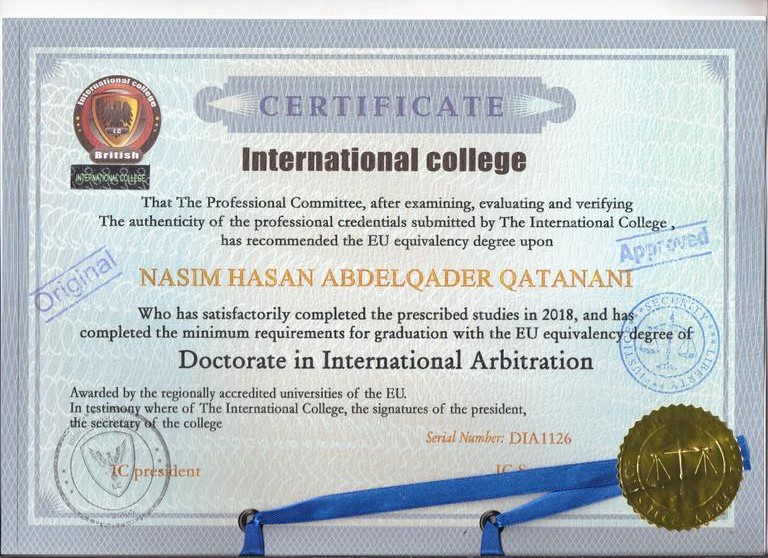 International college
I C
British
INTERNATIONAL COLLEGE
CERTIFICATE
International college
That The Professional Committee, after examining, evaluating and verifying
The authenticity of the professional credentials submitted by The International College ,
has recommended the EU equivalency degree upon
Approved
Original
NASIM HASAN ABDELQADER QATANANI
Who has satisfactorily completed the prescribed studies in 2018, and has
completed the minimum requirements for graduation with the EU equivalency degree of
SECURITY
JUSTICE
LIBERTY
Doctorate in International Arbitration
Awarded by the regionally accredited universities of the EU.
In testimony where of The International College, the signatures of the president,
the secretary of the college
Serial Number: DIA1126
IC president
IC